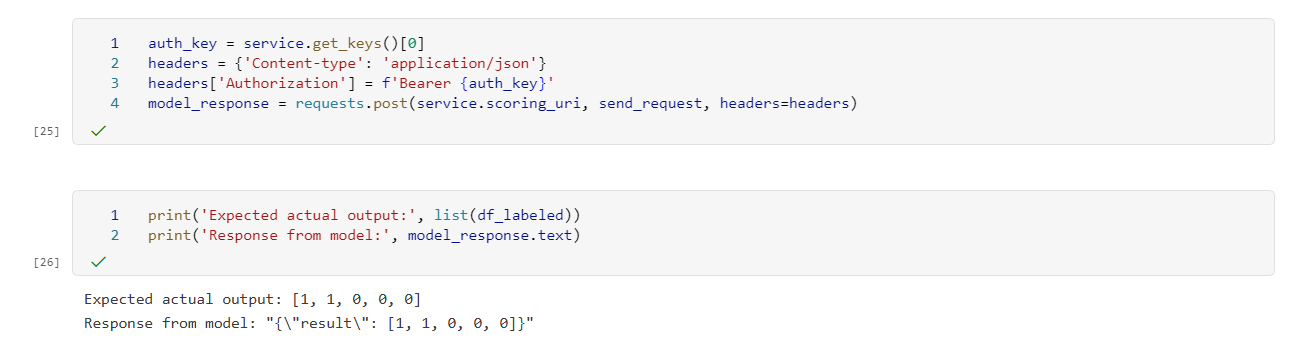 1 auth_key = service.get_keys()[0]
2 headers = {'Content-type': 'application/json'}
3 headers['Authorization'] = f'Bearer {auth_key}'
4 model_response = requests.post(service.scoring_uri, send_request, headers=headers)
[25]
1 print('Expected actual output:', list(df_labeled))
2 print('Response from model:', model_response.text)
[26]
Expected actual output: [1, 1, 0, 0, 0]
Response from model: "{\"result\": [1, 1, 0, 0, 0]}"